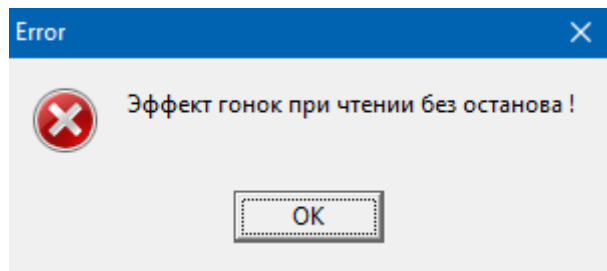 Error
Эффект гонок при чтении без останова !
OK